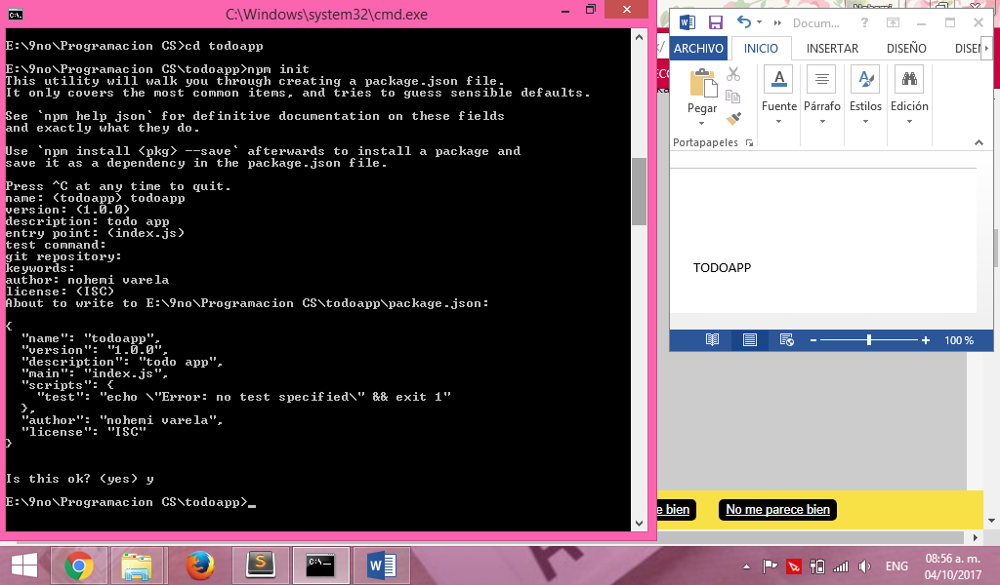 C:\Windows\system32\cmd.exe
E:\9no\Programacion CS>cd todoapp
E:\9no\Programacion CS\todoapp>npm init
This utility will walk you through creating a package.json file.
It only covers the most common items, and tries to guess sensible defaults.
See `npm help json` for definitive documentation on these fields
and exactly what they do.
Use `npm install <pkg> --save` afterwards to install a package and
save it as a dependency in the package.json file.
Press ^C at any time to quit.
name: (todoapp) todoapp
version: (1.0.0)
description: todo app
entry point: (index.js)
test command:
git repository:
keywords:
author: nohemi varela
license: (ISC)
About to write to E:\9no\Programacion CS\todoapp\package.json:
{
"name": "todoapp",
"version": "1.0.0",
"description": "todo app",
"main": "index.js",
"scripts": {
"test": "echo \"Error: no test specified\" && exit 1"
},
"author": "nohemi varela",
"license": "ISC"
}
Is this ok? (yes) y
E:\9no\Programacion CS\todoapp>_
Docum...
ARCHIVO INICIO INSERTAR DISEÑO DISEI
Pegar Fuente Párrafo Estilos Edición
Portapapeles
TODOAPP
100 %
e bien No me parece bien
ENG 08:56 a. m.
04/10/2017